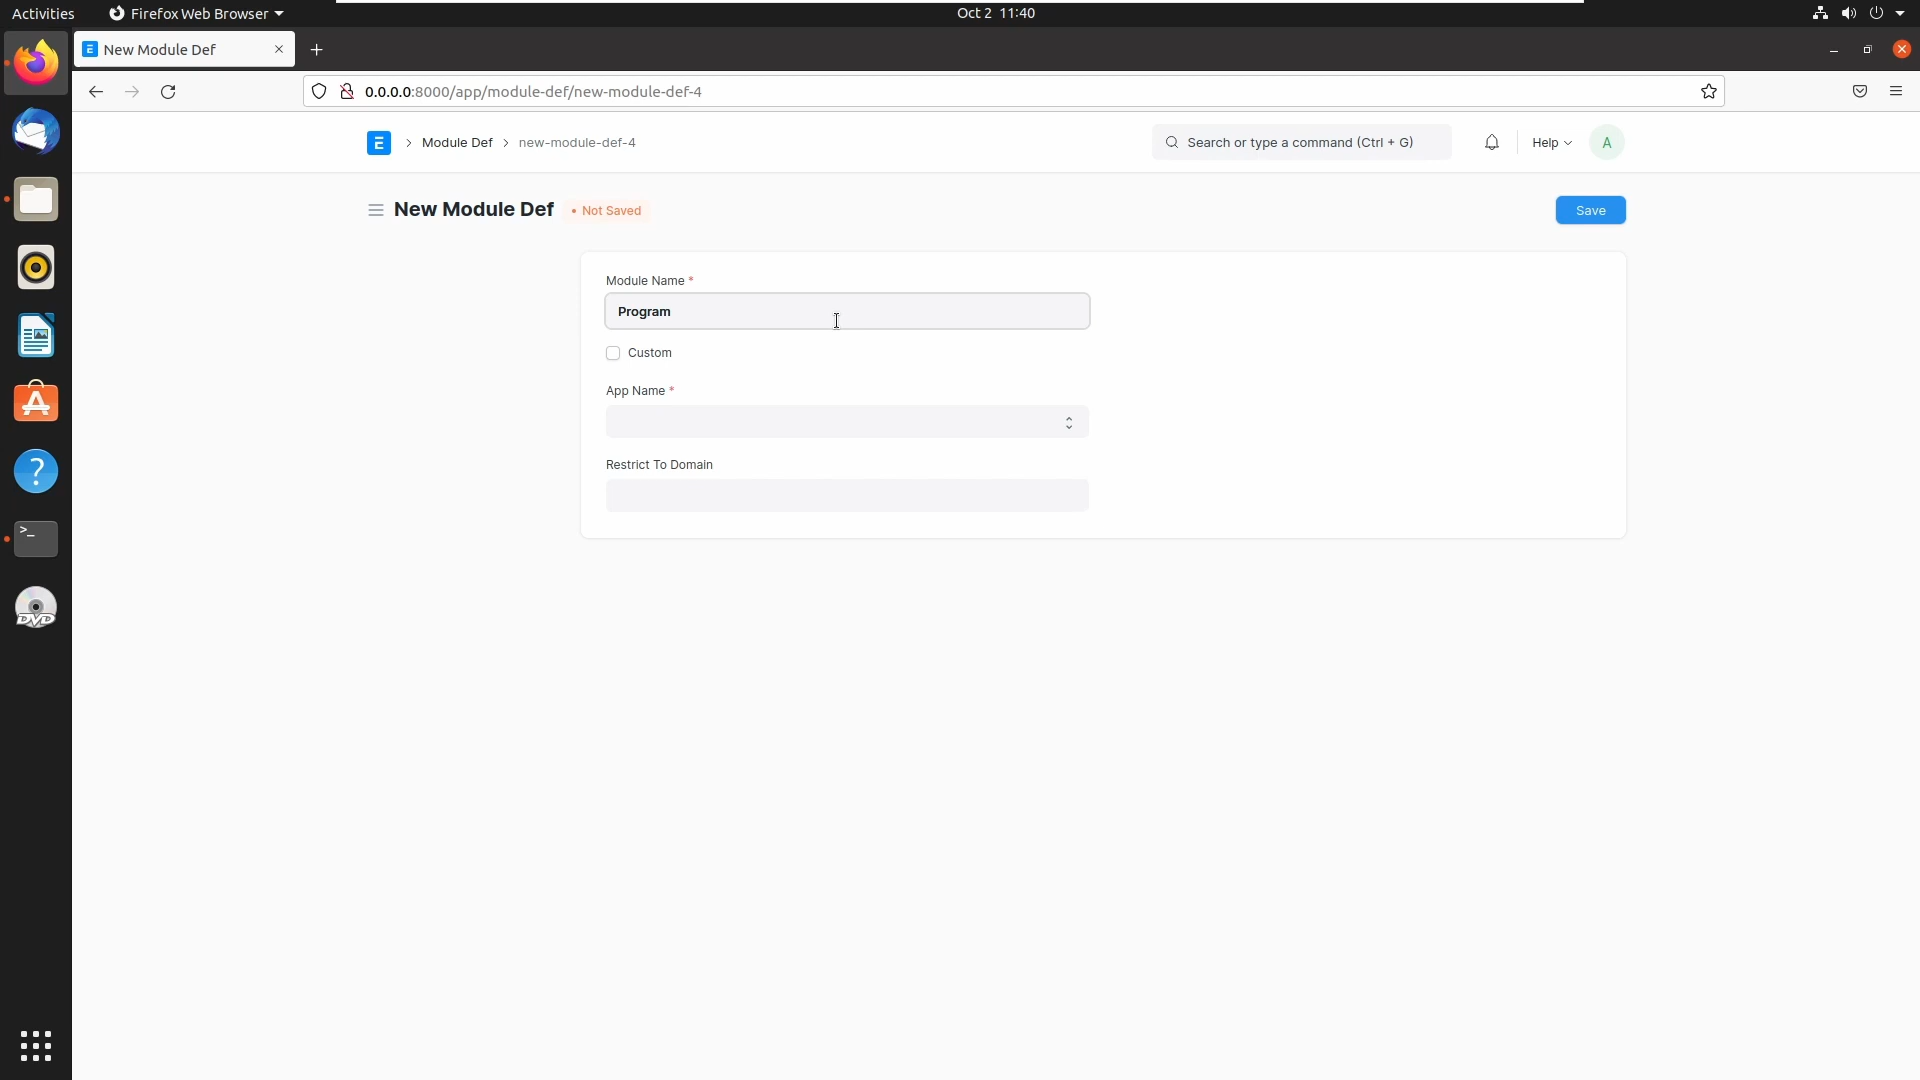 Activities
Firefox Web Browser
Oct 2 11:40
New Module Def
0.0.0.0:8000/app/module-def/new-module-def-4
E > Module Def > new-module-def-4
Search or type a command (Ctrl + G)
Help
A
New Module Def
• Not Saved
Save
Module Name *
Program
Custom
App Name *
Restrict To Domain
>_
?
DVD